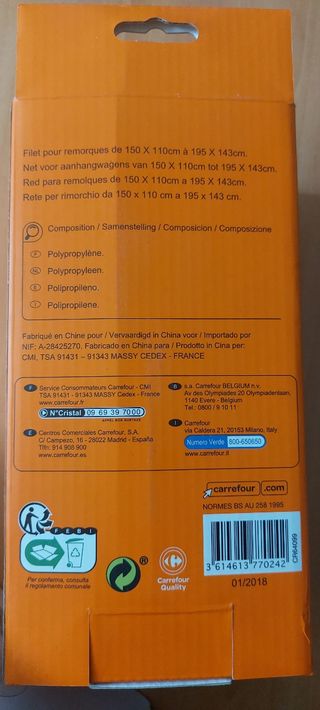 Filet pour remorques de 150 X 110cm à 195 X 143cm.
Net voor aanhangwagens van 150 X 110cm tot 195 X 143cm.
Red para remolques de 150 X 110cm a 195 X 143cm.
Rete per rimorchio da 150 x 110 cm a 195 x 143 cm.
Composition / Samenstelling / Composicion / Composizione
F Polypropylène.
NL Polypropyleen.
E Polipropileno.
I Polipropilene.
Fabriqué en Chine pour / Vervaardigd in China voor / Importado por
NIF: A-28425270. Fabricado en China para / Prodotto in Cina per:
CMI, TSA 91431 – 91343 MASSY CEDEX - FRANCE
F Service Consommateurs Carrefour - CMI
TSA 91431 - 91343 Massy Cedex - France
N°Cristal 09 69 39 7000
APPEL NON SURTAXÉ
www.carrefour.fr
B s.a. Carrefour BELGIUM n.v.
Av des Olympiades 20 Olympiadenlaan,
1140 Evere - Belgium
Tel : 0800 / 9 10 11
E Centros Comerciales Carrefour, S.A.
C/ Campezo, 16 - 28022 Madrid - España
Tlfn: 914 908 900
www.carrefour.es
I Carrefour
via Caldera 21, 20153 Milano, Italy
Numero Verde 800-650650
www.carrefour.it
carrefour .com
NORMES BS AU 258 1995
F E B I
Per conferma, consulta
il regolamento comunale
®
Carrefour
Quality
3 614613 770242
CR64099
01/2018